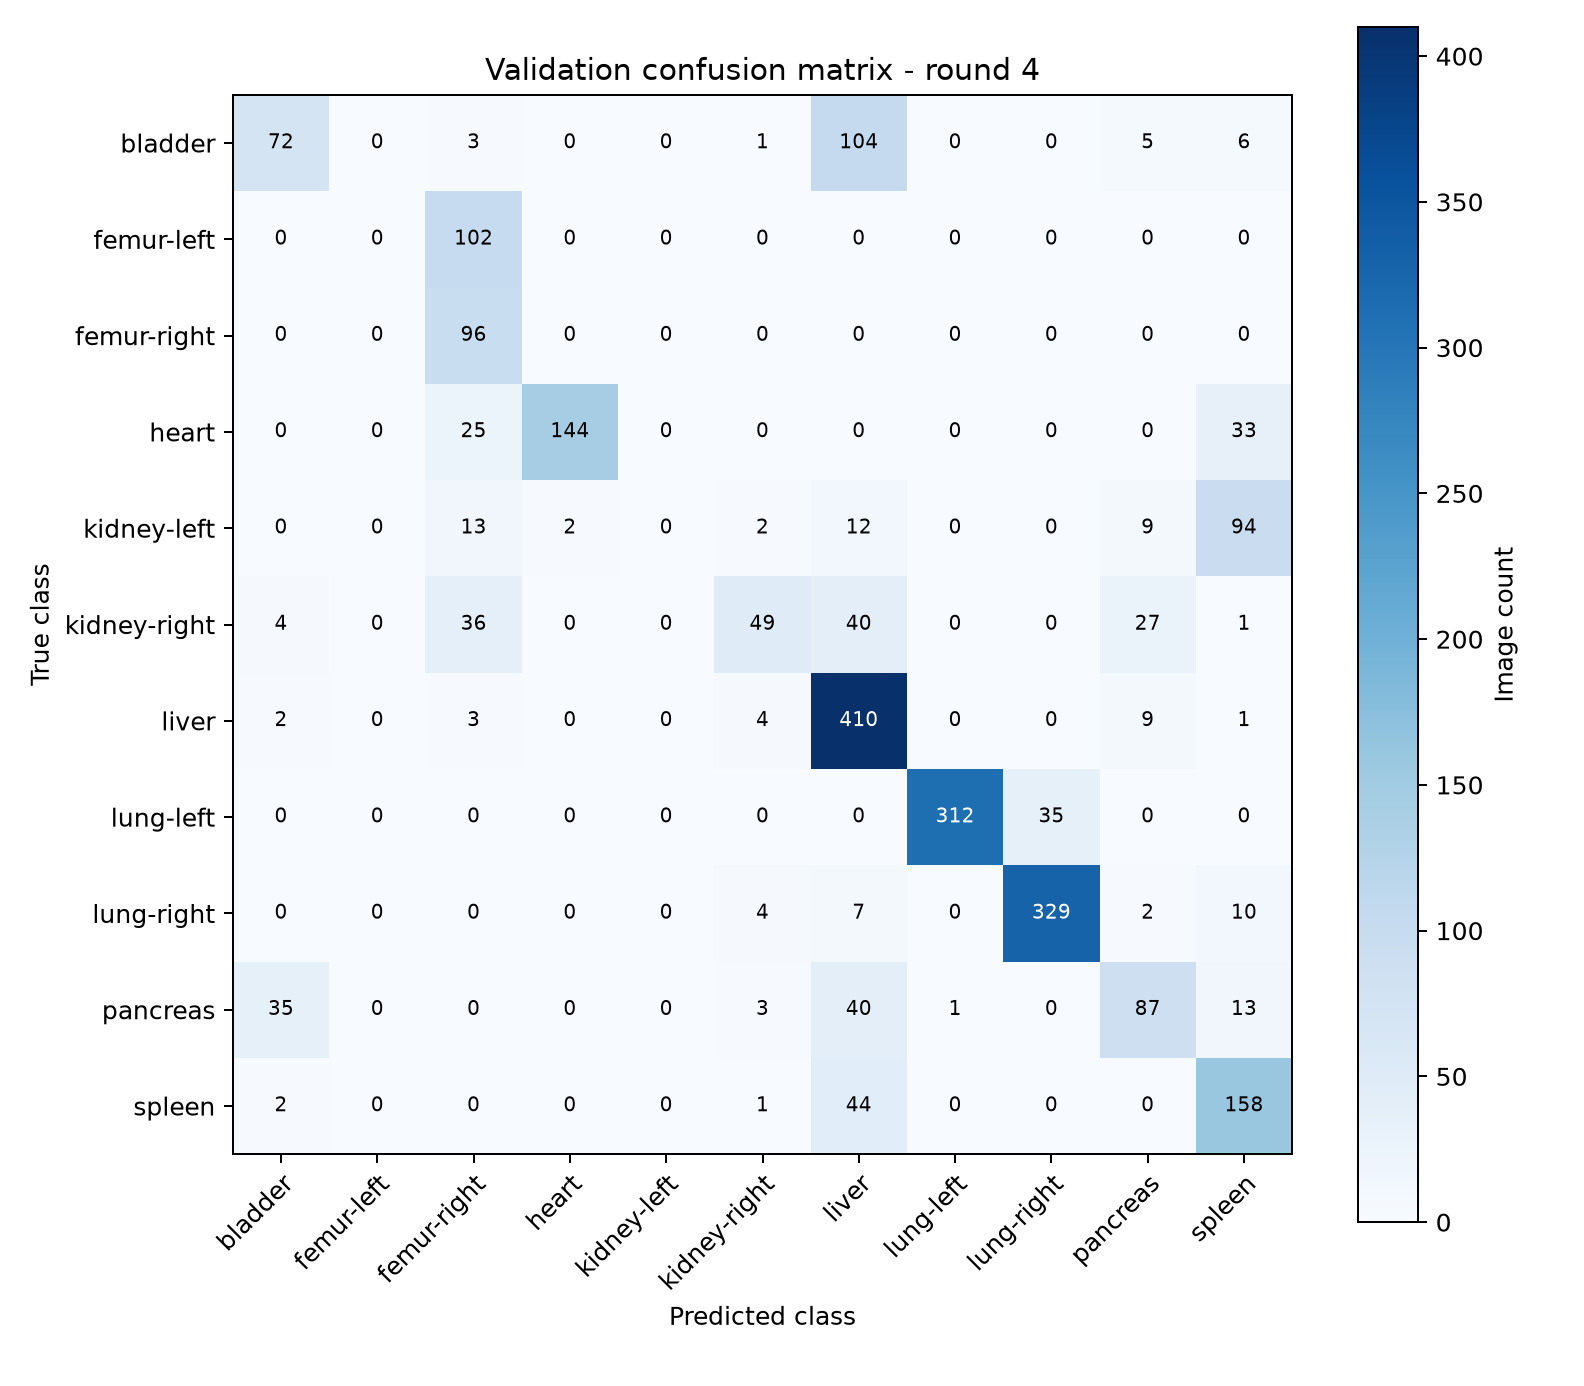 Validation confusion matrix - round 4
bladder 72 0 3 0 0 1 104 0 0 5 6
femur-left 0 0 102 0 0 0 0 0 0 0 0
femur-right 0 0 96 0 0 0 0 0 0 0 0
heart 0 0 25 144 0 0 0 0 0 0 33
kidney-left 0 0 13 2 0 2 12 0 0 9 94
kidney-right 4 0 36 0 0 49 40 0 0 27 1
liver 2 0 3 0 0 4 410 0 0 9 1
lung-left 0 0 0 0 0 0 0 312 35 0 0
lung-right 0 0 0 0 0 4 7 0 329 2 10
pancreas 35 0 0 0 0 3 40 1 0 87 13
spleen 2 0 0 0 0 1 44 0 0 0 158
bladder femur-left femur-right heart kidney-left kidney-right liver lung-left lung-right pancreas spleen
Predicted class
True class
400
350
300
250
200
150
100
50
0
Image count